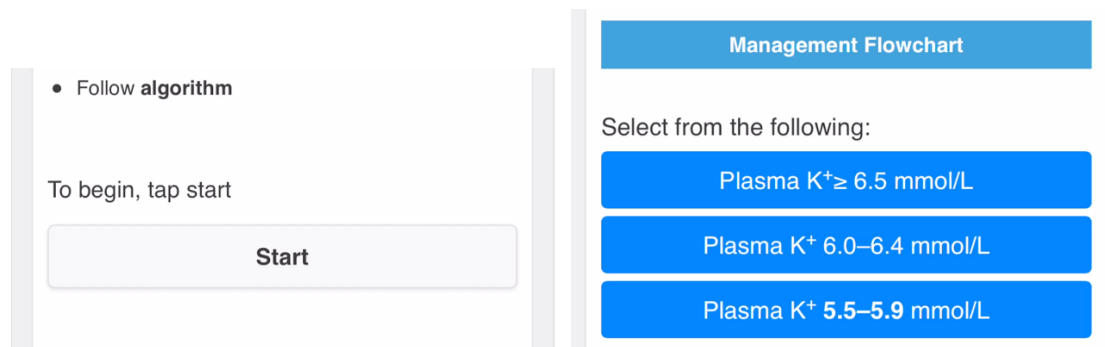 • Follow algorithm
To begin, tap start
Start
Management Flowchart
Select from the following:
Plasma K⁺≥ 6.5 mmol/L
Plasma K⁺ 6.0–6.4 mmol/L
Plasma K⁺ 5.5–5.9 mmol/L